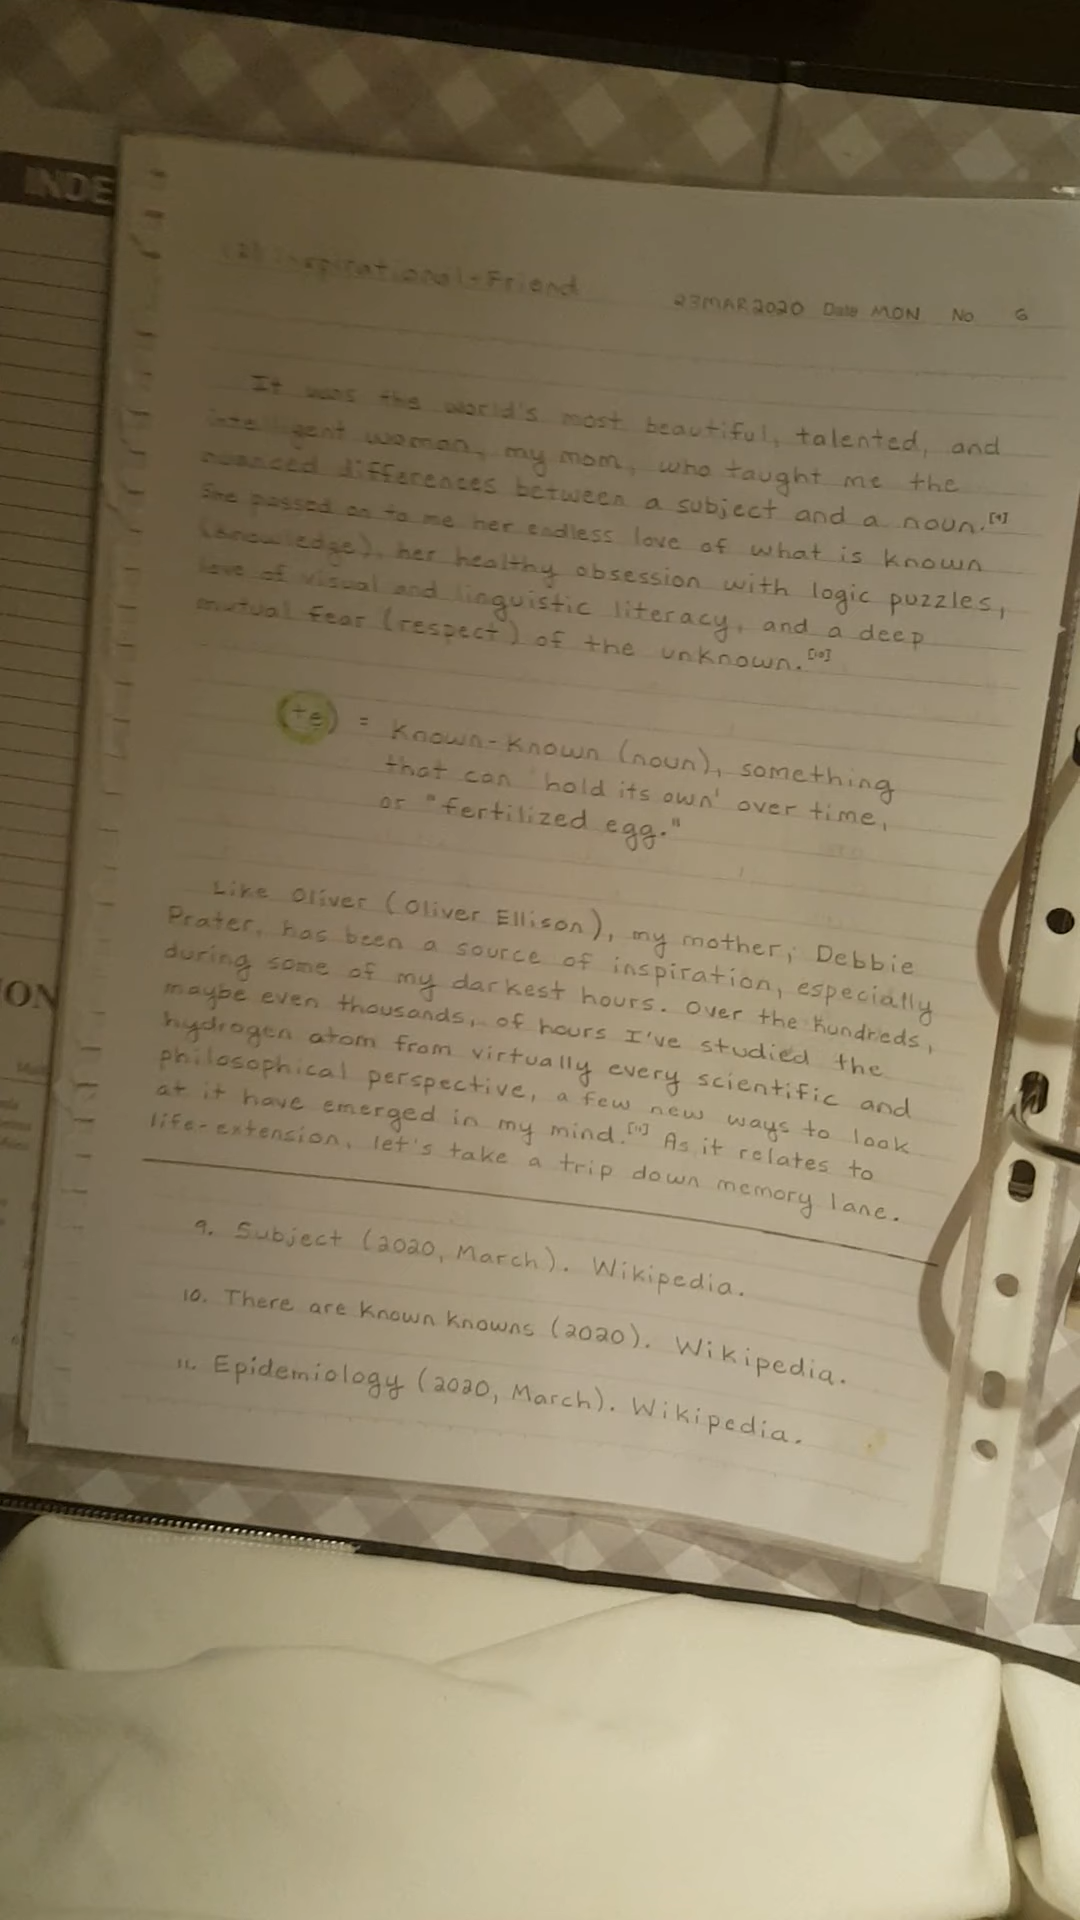 INDE
(2) Inspirational-Friend
23MAR2020 Date MON No 6
It was the world's most beautiful, talented, and
intelligent woman, my mom, who taught me the
nuanced differences between a subject and a noun.[9]
She passed on to me her endless love of what is known
(knowledge), her healthy obsession with logic puzzles,
love of visual and linguistic literacy, and a deep
mutual fear (respect) of the unknown.[10]
(te) = Known-Known (noun), something
that can 'hold its own' over time,
or "fertilized egg."
Like Oliver (Oliver Ellison), my mother, Debbie
Prater, has been a source of inspiration, especially
during some of my darkest hours. Over the hundreds,
maybe even thousands, of hours I've studied the
hydrogen atom from virtually every scientific and
philosophical perspective, a few new ways to look
at it have emerged in my mind.[11] As it relates to
life-extension, let's take a trip down memory lane.
9. Subject (2020, March). Wikipedia.
10. There are Known Knowns (2020). Wikipedia.
11. Epidemiology (2020, March). Wikipedia.
ON